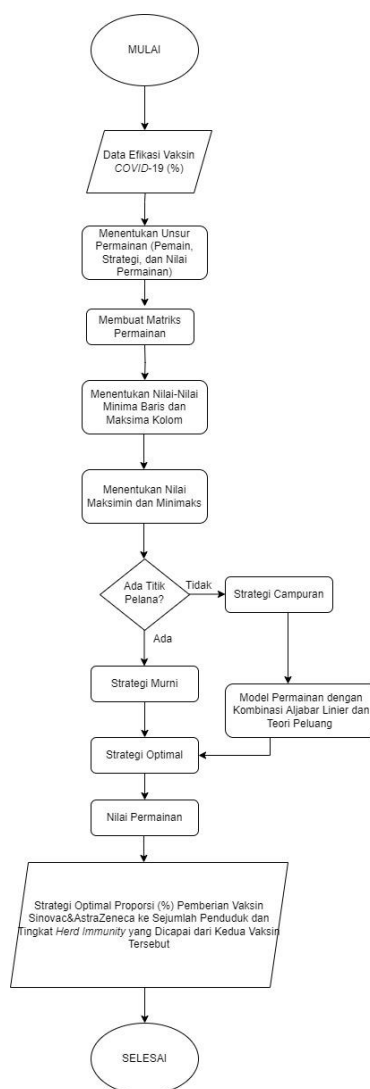 MULAI
Data Efikasi Vaksin
COVID-19 (%)
Menentukan Unsur
Permainan (Pemain,
Strategi, dan Nilai
Permainan)
Membuat Matriks
Permainan
Menentukan Nilai-Nilai
Minima Baris dan
Maksima Kolom
Menentukan Nilai
Maksimin dan Minimaks
Ada Titik
Pelana?
Tidak
Strategi Campuran
Ada
Strategi Murni
Model Permainan dengan
Kombinasi Aljabar Linier dan
Teori Peluang
Strategi Optimal
Nilai Permainan
Strategi Optimal Proporsi (%) Pemberian Vaksin
Sinovac&AstraZeneca ke Sejumlah Penduduk dan
Tingkat Herd Immunity yang Dicapai dari Kedua Vaksin
Tersebut
SELESAI